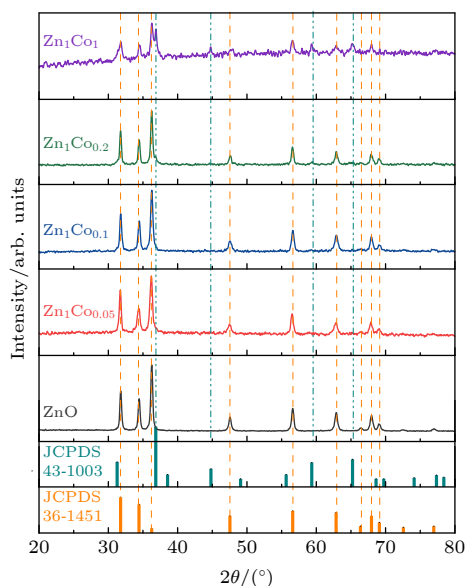 Intensity/arb. units
Zn₁Co₁
Zn₁Co₀.₂
Zn₁Co₀.₁
Zn₁Co₀.₀₅
ZnO
JCPDS
43-1003
JCPDS
36-1451
20 30 40 50 60 70 80
2θ/(°)